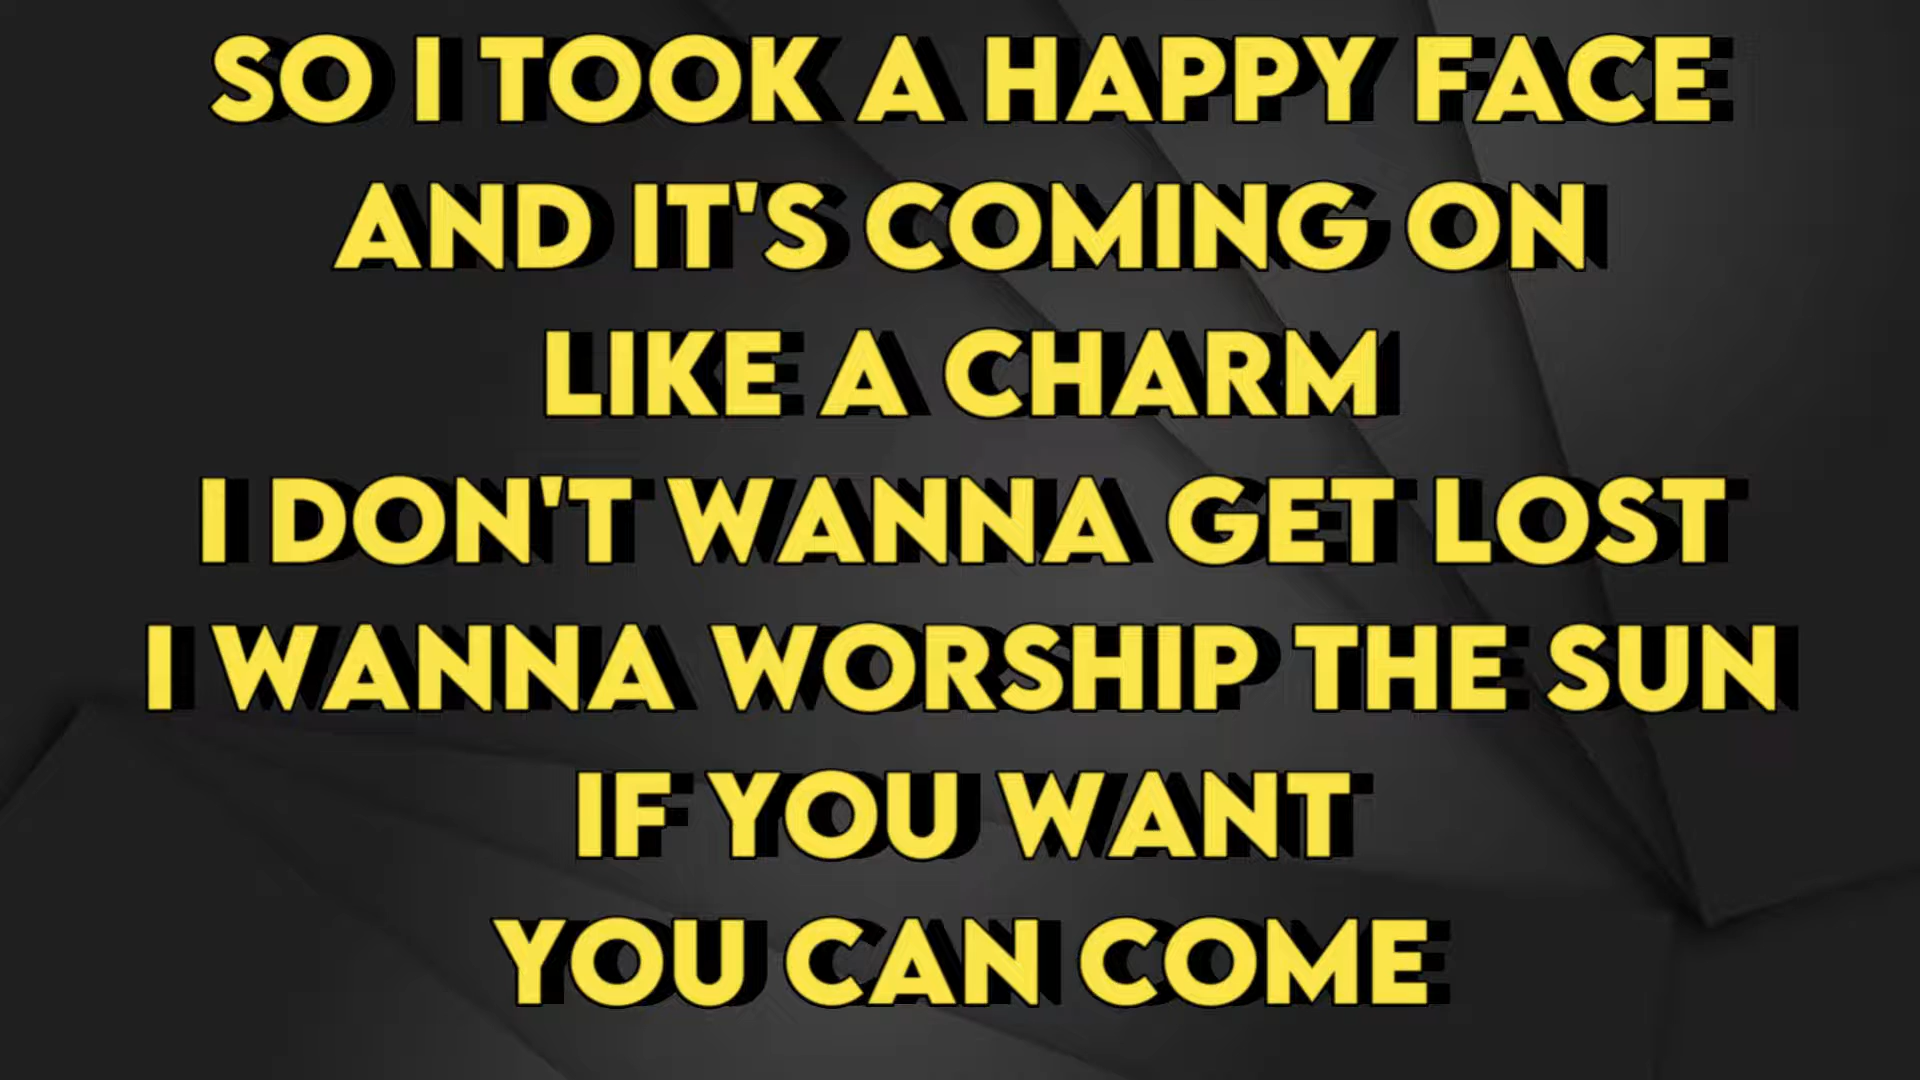 SO I TOOK A HAPPY FACE
AND IT'S COMING ON
LIKE A CHARM
I DON'T WANNA GET LOST
I WANNA WORSHIP THE SUN
IF YOU WANT
YOU CAN COME